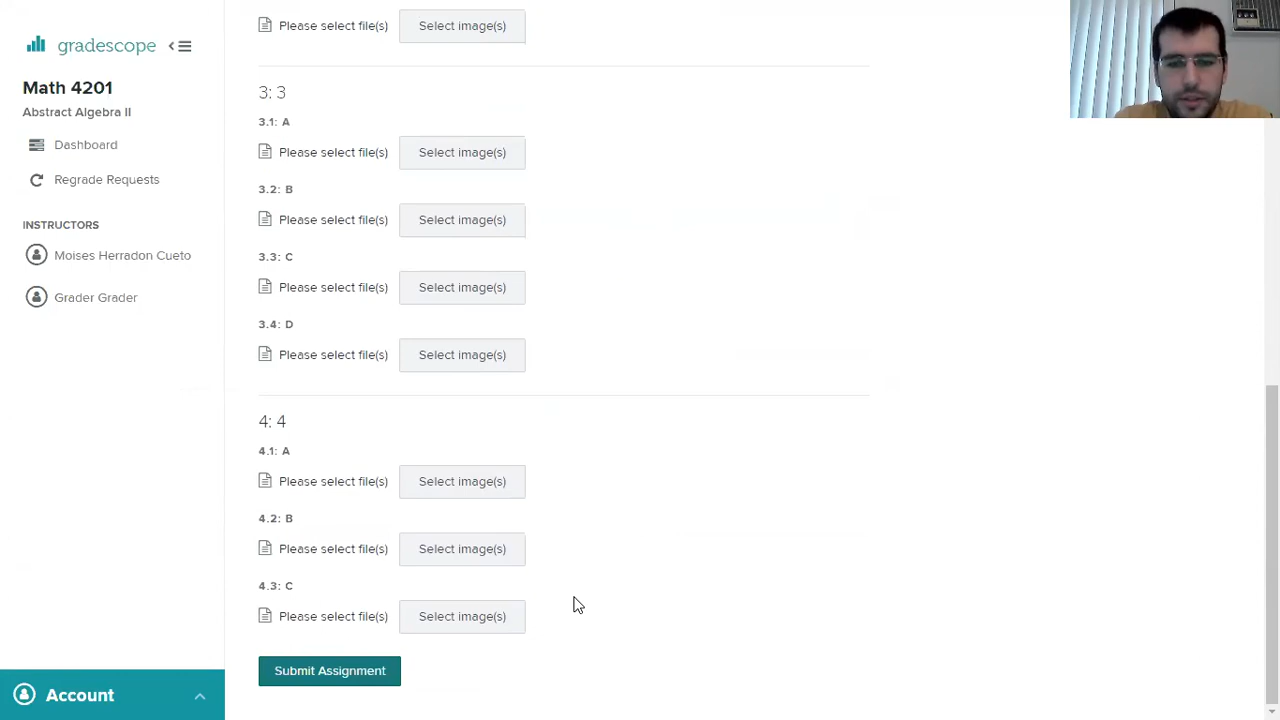 gradescope
Math 4201
Abstract Algebra II
Dashboard
Regrade Requests
INSTRUCTORS
Moises Herradon Cueto
Grader Grader
Account
Please select file(s) Select image(s)
3: 3
3.1: A
Please select file(s) Select image(s)
3.2: B
Please select file(s) Select image(s)
3.3: C
Please select file(s) Select image(s)
3.4: D
Please select file(s) Select image(s)
4: 4
4.1: A
Please select file(s) Select image(s)
4.2: B
Please select file(s) Select image(s)
4.3: C
Please select file(s) Select image(s)
Submit Assignment